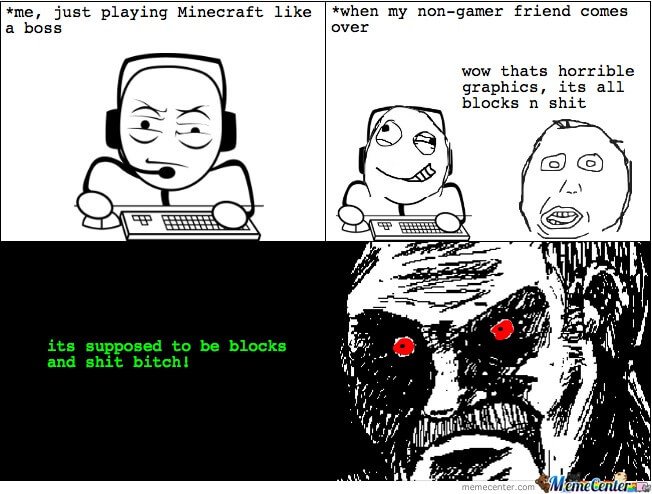 *me, just playing Minecraft like
a boss
*when my non-gamer friend comes
over
wow thats horrible
graphics, its all
blocks n shit
its supposed to be blocks
and shit bitch!
memecenter.com MemeCenter